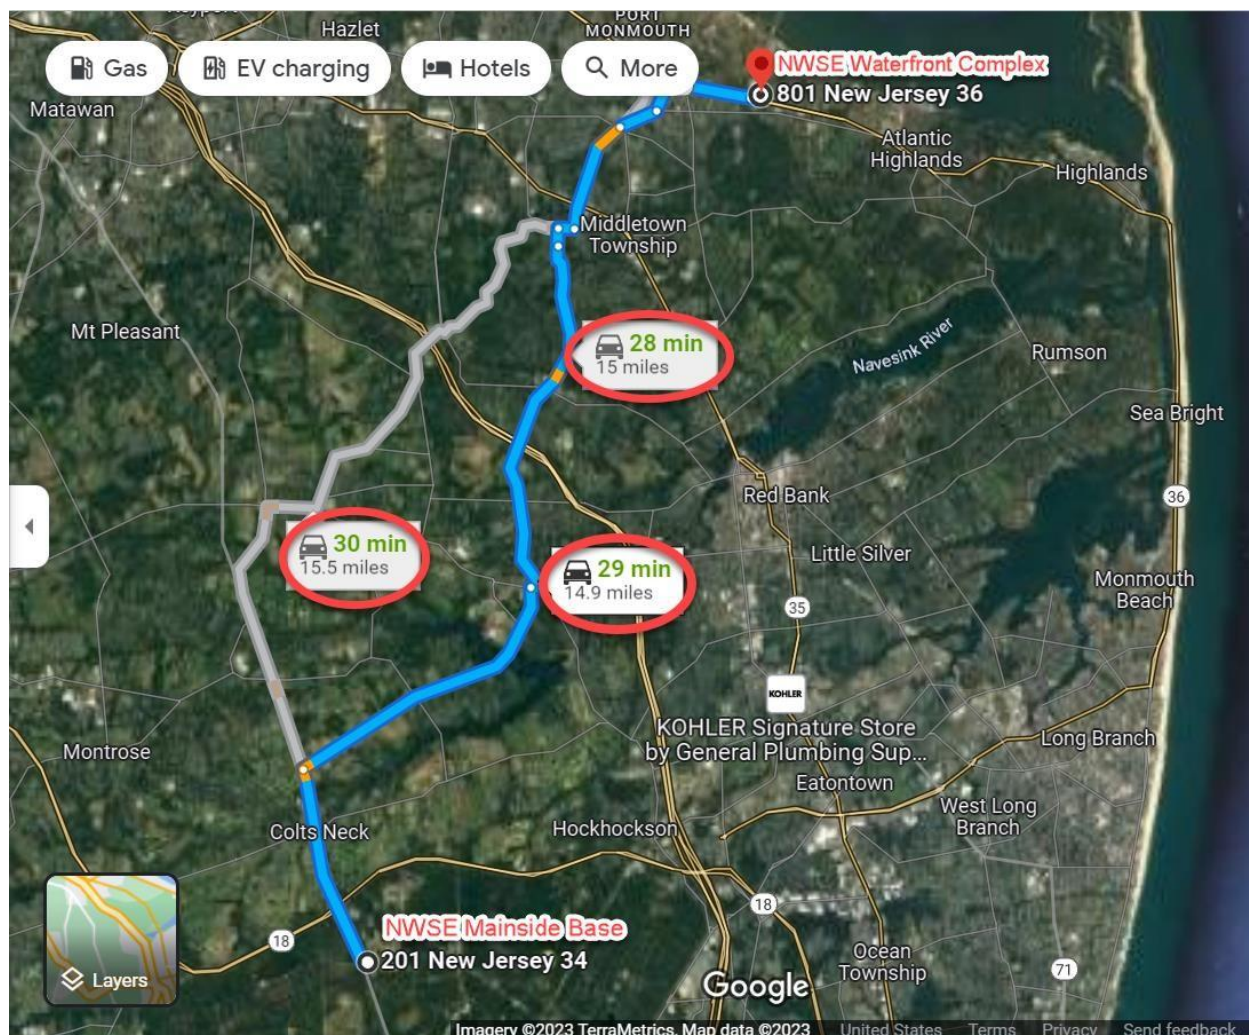 PORT
MONMOUTH
Hazlet
Gas
EV charging
Hotels
More
NWSE Waterfront Complex
801 New Jersey 36
Matawan
Atlantic
Highlands
Highlands
Middletown
Township
Mt Pleasant
28 min
15 miles
Navesink River
Rumson
Sea Bright
Red Bank
36
30 min
15.5 miles
29 min
14.9 miles
Little Silver
Monmouth
Beach
35
KOHLER
KOHLER Signature Store
by General Plumbing Sup...
Montrose
Long Branch
Eatontown
West Long
Branch
Colts Neck
Hockhockson
18
NWSE Mainside Base
201 New Jersey 34
18
Ocean
Township
71
Layers
Google
Imagery ©2023 TerraMetrics, Map data ©2023 United States Terms Privacy Send feedback